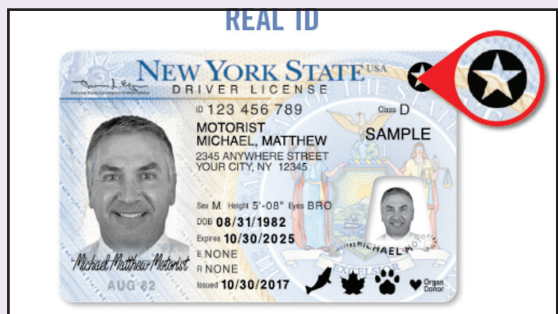 REAL ID
NEW YORK STATE USA
DRIVER LICENSE
ID 123 456 789
Class D
MOTORIST
MICHAEL, MATTHEW
SAMPLE
2345 ANYWHERE STREET
YOUR CITY, NY 12345
Sex M Height 5'-08" Eyes BRO
DOB 08/31/1982
Expires 10/30/2025
E NONE
R NONE
Issued 10/30/2017
Michael Matthew Motorist
AUG 82
EXCELSIOR
Organ
Donor